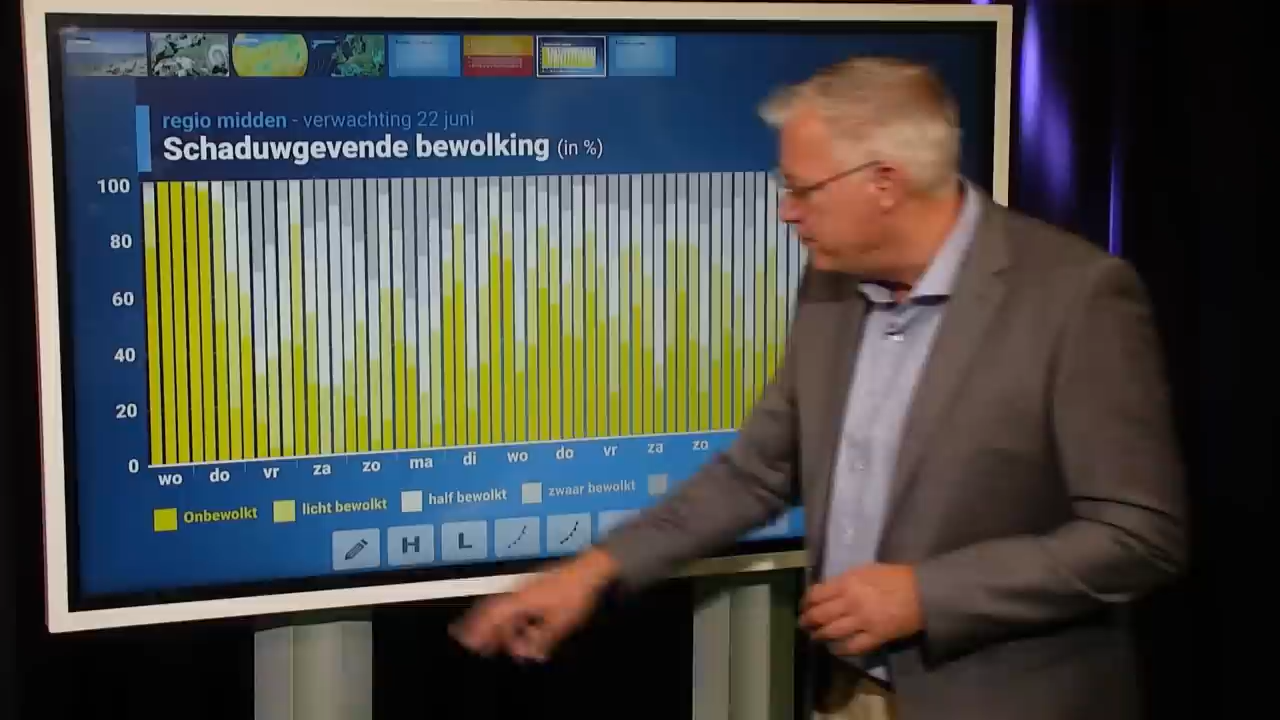 regio midden - verwachting 22 juni
Schaduwgevende bewolking (in %)
100
80
60
40
20
0
wo do vr za zo ma di wo do vr za zo
Onbewolkt licht bewolkt half bewolkt zwaar bewolkt
H L